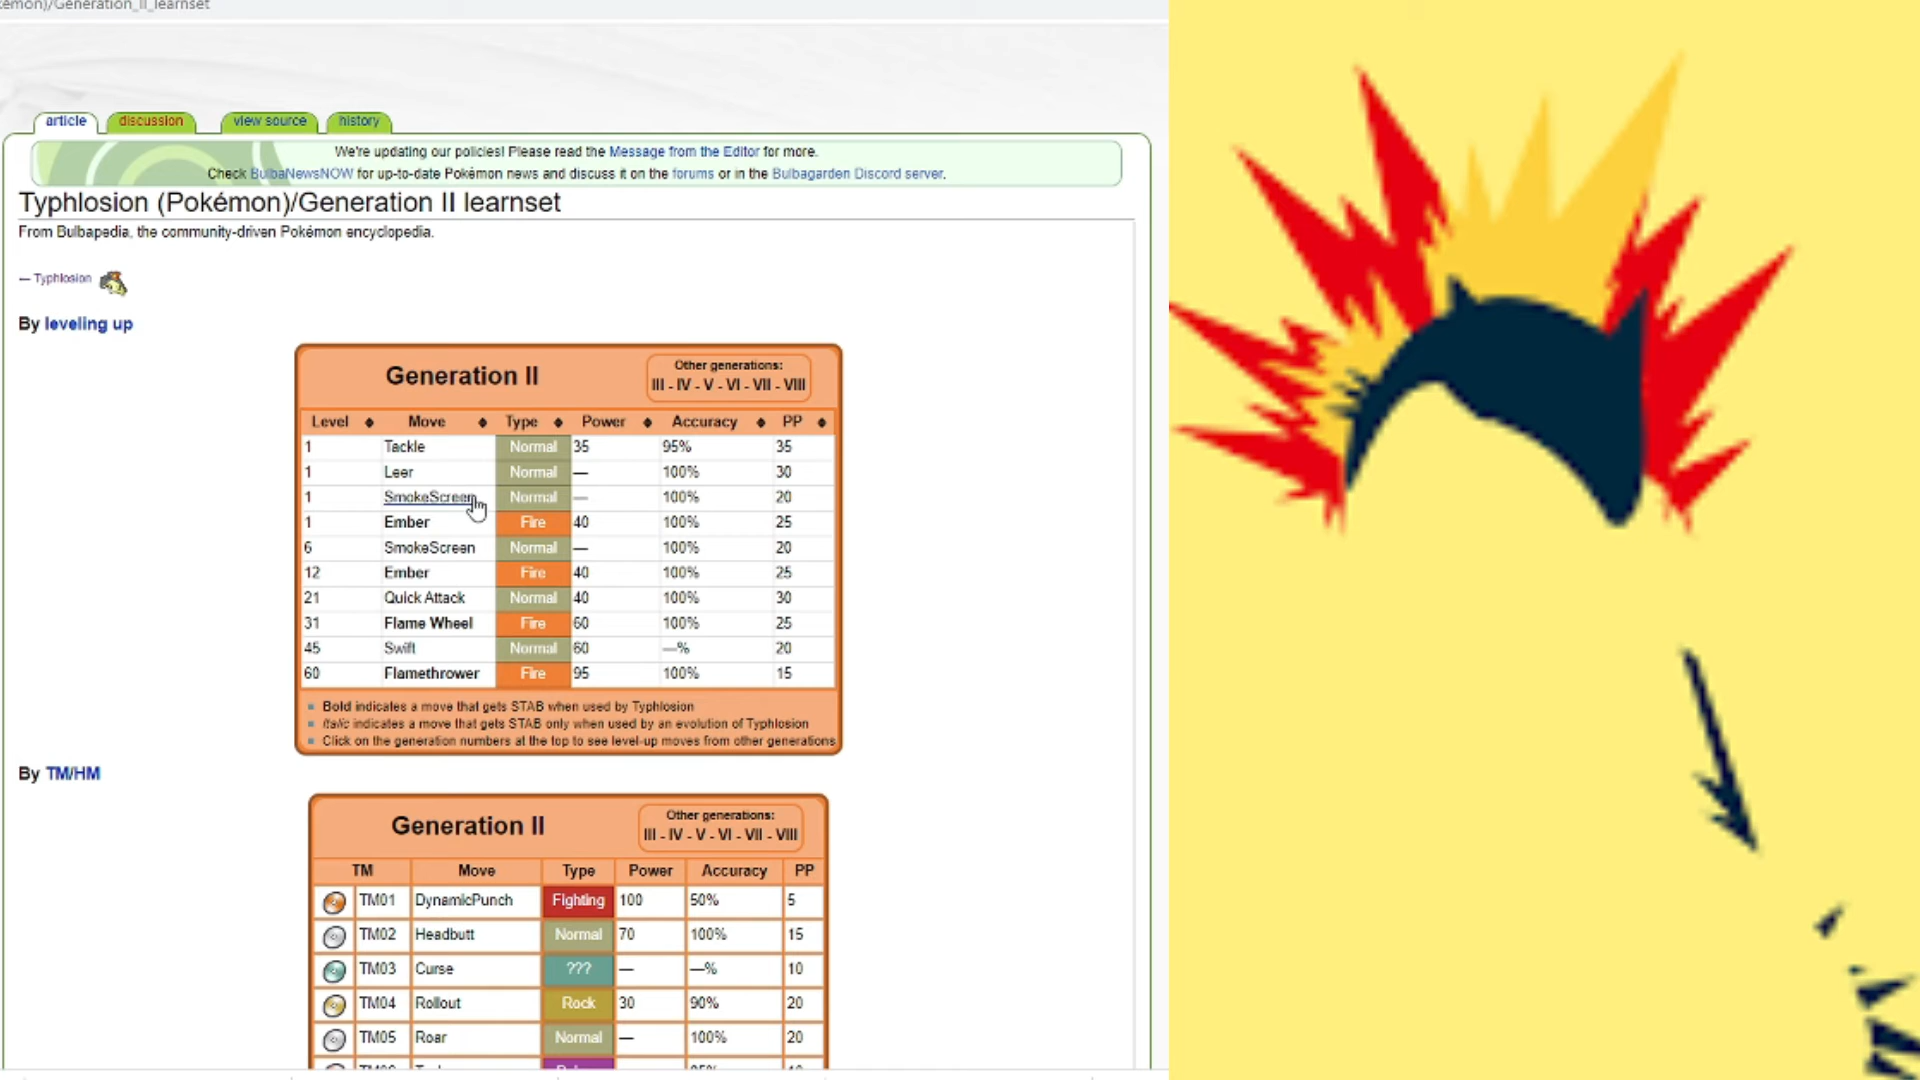 article discussion view source history
We're updating our policies! Please read the Message from the Editor for more.
Check BulbaNewsNOW for up-to-date Pokémon news and discuss it on the forums or in the Bulbagarden Discord server.
Typhlosion (Pokémon)/Generation II learnset
From Bulbapedia, the community-driven Pokémon encyclopedia.
— Typhlosion
By leveling up
Generation II
Other generations:
III - IV - V - VI - VII - VIII
Level Move Type Power Accuracy PP
1 Tackle Normal 35 95% 35
1 Leer Normal — 100% 30
1 SmokeScreen Normal — 100% 20
1 Ember Fire 40 100% 25
6 SmokeScreen Normal — 100% 20
12 Ember Fire 40 100% 25
21 Quick Attack Normal 40 100% 30
31 Flame Wheel Fire 60 100% 25
45 Swift Normal 60 —% 20
60 Flamethrower Fire 95 100% 15
Bold indicates a move that gets STAB when used by Typhlosion
Italic indicates a move that gets STAB only when used by an evolution of Typhlosion
Click on the generation numbers at the top to see level-up moves from other generations
By TM/HM
Generation II
Other generations:
III - IV - V - VI - VII - VIII
TM Move Type Power Accuracy PP
TM01 DynamicPunch Fighting 100 50% 5
TM02 Headbutt Normal 70 100% 15
TM03 Curse ??? — —% 10
TM04 Rollout Rock 30 90% 20
TM05 Roar Normal — 100% 20